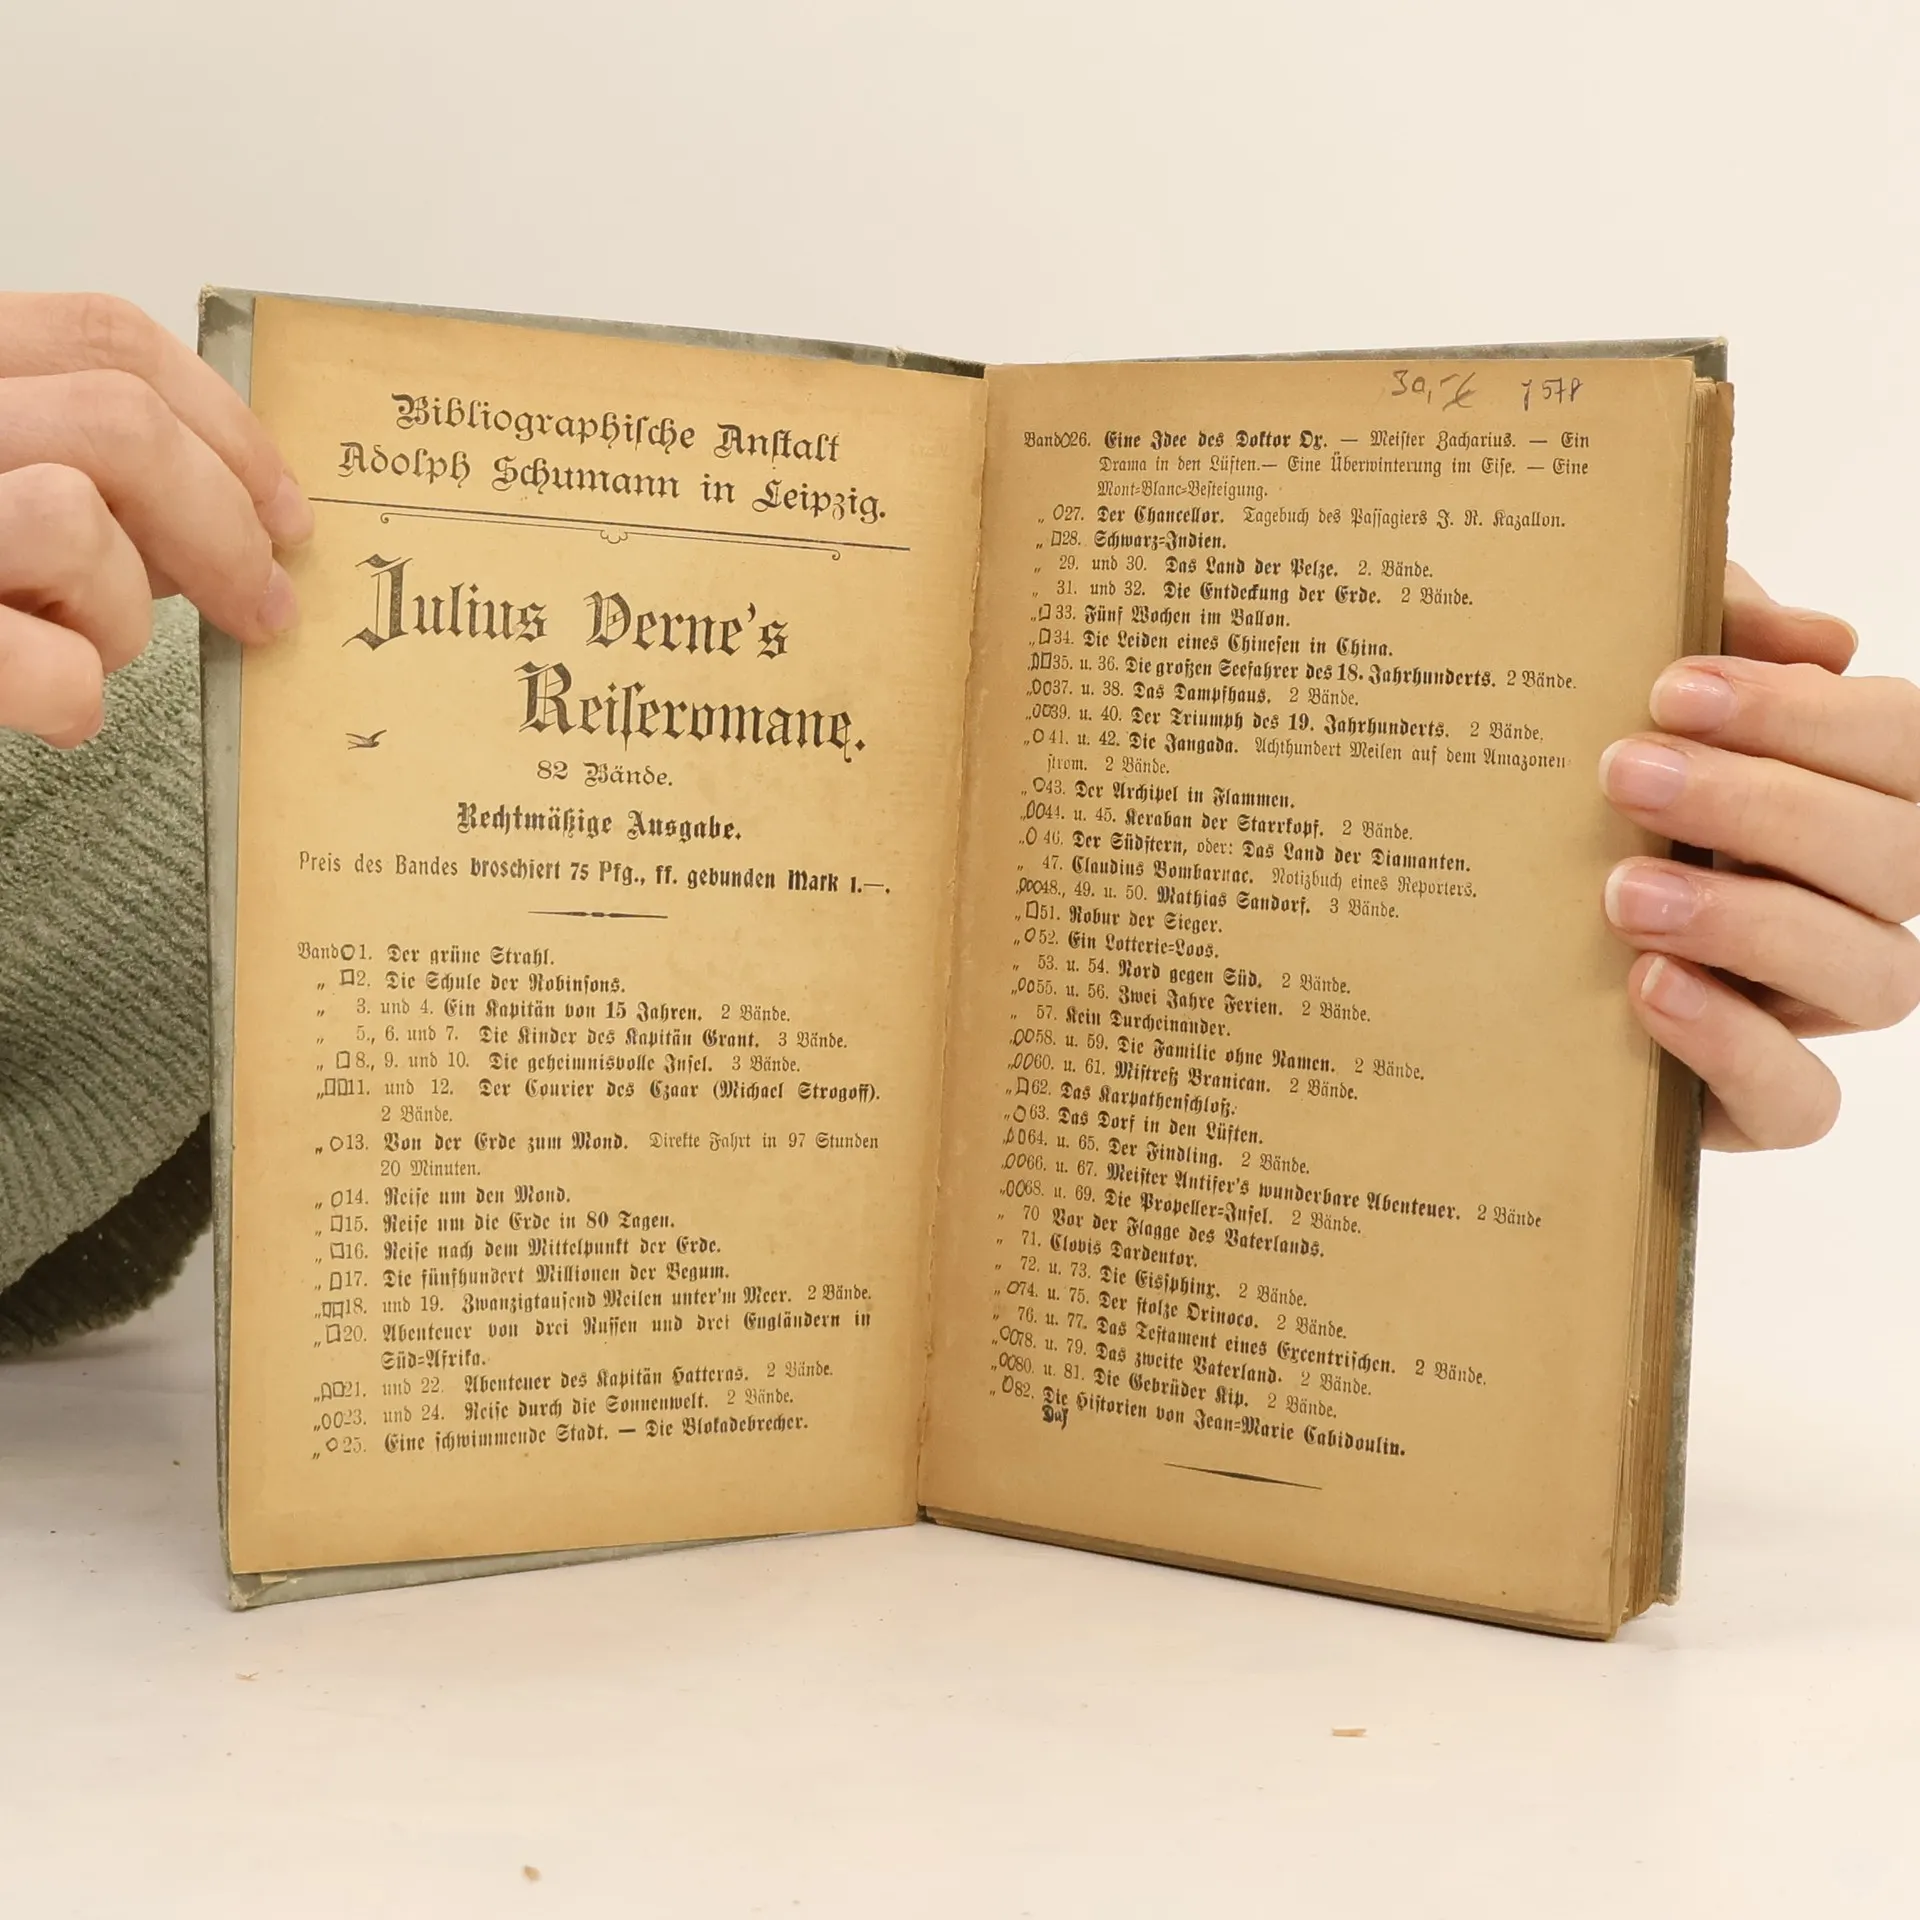 Bibliographische Anstalt
Adolph Schumann in Leipzig.
Julius Verne's
Reiseromane.
82 Bände.
Rechtmäßige Ausgabe.
Preis des Bandes broschiert 75 Pfg., ff. gebunden Mark 1.—.
Band 1. Der grüne Strahl.
„ 2. Die Schule der Robinsons.
„ 3. und 4. Ein Kapitän von 15 Jahren. 2 Bände.
„ 5., 6. und 7. Die Kinder des Kapitän Grant. 3 Bände.
„ 8., 9. und 10. Die geheimnisvolle Insel. 3 Bände.
„ 11. und 12. Der Courier des Czaar (Michael Strogoff).
2 Bände.
„ 13. Von der Erde zum Mond. Direkte Fahrt in 97 Stunden
20 Minuten.
„ 14. Reise um den Mond.
„ 15. Reise um die Erde in 80 Tagen.
„ 16. Reise nach dem Mittelpunkt der Erde.
„ 17. Die fünfhundert Millionen der Begum.
„ 18. und 19. Zwanzigtausend Meilen unter'm Meer. 2 Bände.
„ 20. Abenteuer von drei Russen und drei Engländern in
Süd=Afrika.
„ 21. und 22. Abenteuer des Kapitän Hatteras. 2 Bände.
„ 23. und 24. Reise durch die Sonnenwelt. 2 Bände.
„ 25. Eine schwimmende Stadt. — Die Blokadebrecher.
J 578
Band 26. Eine Idee des Doktor Ox. — Meister Zacharius. — Ein
Drama in den Lüften.— Eine Überwinterung im Eise. — Eine
Mont=Blanc=Besteigung.
„ 27. Der Chancellor. Tagebuch des Passagiers J. R. Kazallon.
„ 28. Schwarz=Indien.
„ 29. und 30. Das Land der Pelze. 2. Bände.
„ 31. und 32. Die Entdeckung der Erde. 2 Bände.
„ 33. Fünf Wochen im Ballon.
„ 34. Die Leiden eines Chinesen in China.
„ 35. u. 36. Die großen Seefahrer des 18. Jahrhunderts. 2 Bände.
„ 37. u. 38. Das Dampfhaus. 2 Bände.
„ 39. u. 40. Der Triumph des 19. Jahrhunderts. 2 Bände.
„ 41. u. 42. Die Jangada. Achthundert Meilen auf dem Amazonen
strom. 2 Bände.
„ 43. Der Archipel in Flammen.
„ 44. u. 45. Keraban der Starrkopf. 2 Bände.
„ 46. Der Südstern, oder: Das Land der Diamanten.
„ 47. Claudius Bombarnac. Notizbuch eines Reporters.
„ 48., 49. u. 50. Mathias Sandorf. 3 Bände.
„ 51. Robur der Sieger.
„ 52. Ein Lotterie=Loos.
„ 53. u. 54. Nord gegen Süd. 2 Bände.
„ 55. u. 56. Zwei Jahre Ferien. 2 Bände.
„ 57. Kein Durcheinander.
„ 58. u. 59. Die Familie ohne Namen. 2 Bände.
„ 60. u. 61. Mistreß Branican. 2 Bände.
„ 62. Das Karpathenschloß.
„ 63. Das Dorf in den Lüften.
„ 64. u. 65. Der Findling. 2 Bände.
„ 66. u. 67. Meister Antifer's wunderbare Abenteuer. 2 Bände
„ 68. u. 69. Die Propeller=Insel. 2 Bände.
„ 70 Vor der Flagge des Vaterlands.
„ 71. Clovis Dardentor.
„ 72. u. 73. Die Eissphinx. 2 Bände.
„ 74. u. 75. Der stolze Orinoco. 2 Bände.
„ 76. u. 77. Das Testament eines Excentrischen. 2 Bände.
„ 78. u. 79. Das zweite Vaterland. 2 Bände.
„ 80. u. 81. Die Gebrüder Kip. 2 Bände.
„ 82. Die Historien von Jean=Marie Cabidoulin.